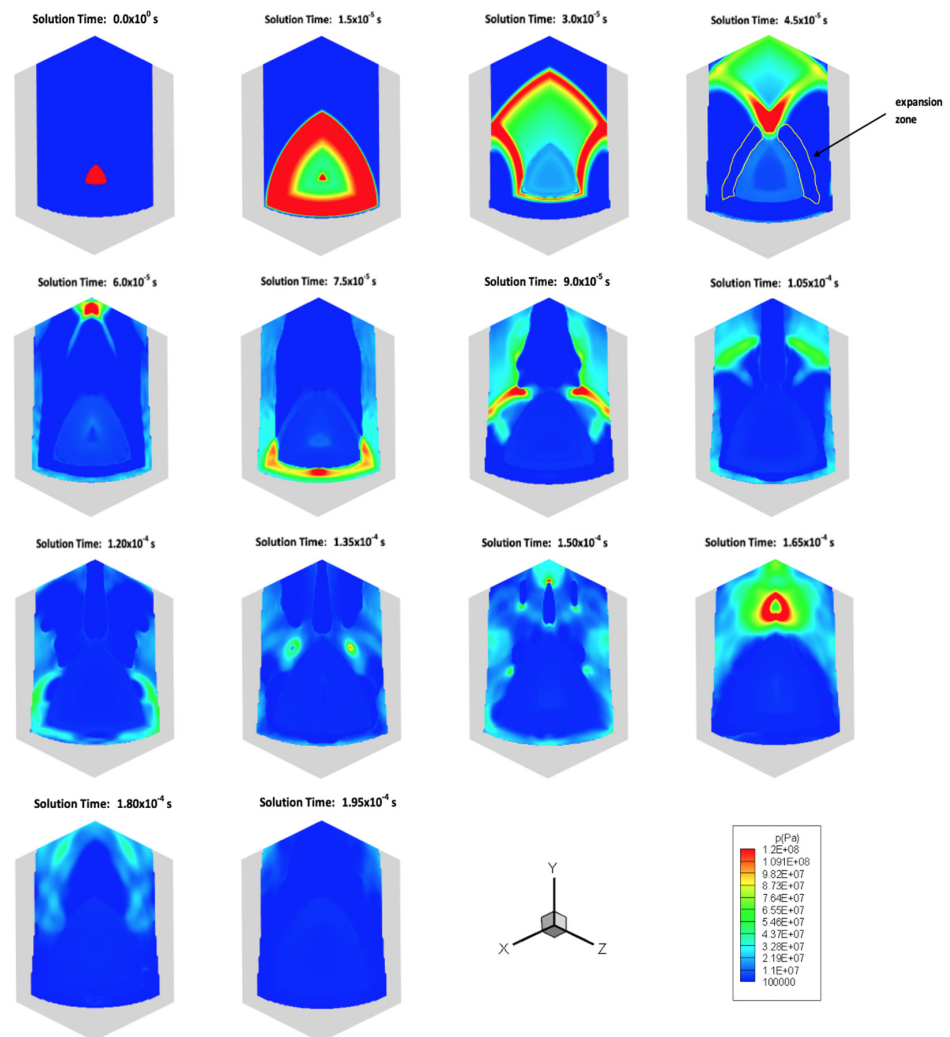 Solution Time: 0.0x10⁰ s
Solution Time: 1.5x10⁻⁵ s
Solution Time: 3.0x10⁻⁵ s
Solution Time: 4.5x10⁻⁵ s
expansion
zone
Solution Time: 6.0x10⁻⁵ s
Solution Time: 7.5x10⁻⁵ s
Solution Time: 9.0x10⁻⁵ s
Solution Time: 1.05x10⁻⁴ s
Solution Time: 1.20x10⁻⁴ s
Solution Time: 1.35x10⁻⁴ s
Solution Time: 1.50x10⁻⁴ s
Solution Time: 1.65x10⁻⁴ s
Solution Time: 1.80x10⁻⁴ s
Solution Time: 1.95x10⁻⁴ s
Y
X
Z
p(Pa)
1.2E+08
1.091E+08
9.82E+07
8.73E+07
7.64E+07
6.55E+07
5.46E+07
4.37E+07
3.28E+07
2.19E+07
1.1E+07
100000